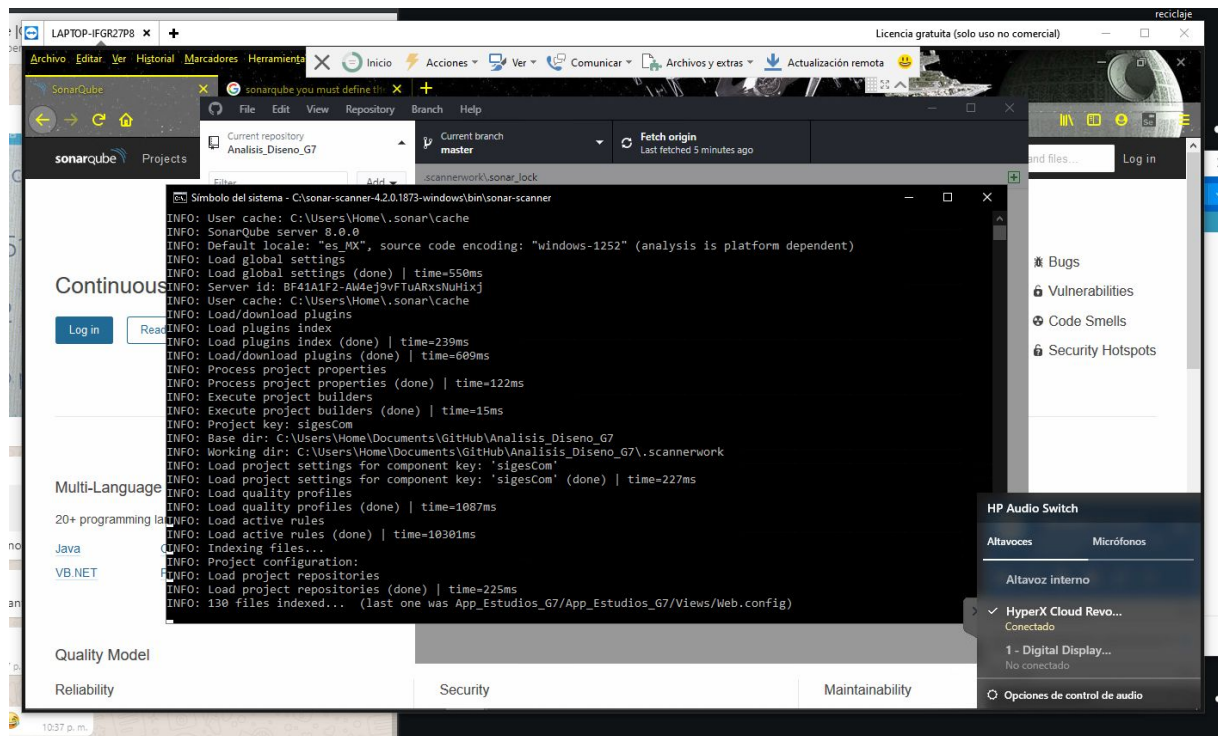 reciclaje
LAPTOP-IFGR27P8
Licencia gratuita (solo uso no comercial)
Archivo Editar Ver Historial Marcadores Herramienta
Inicio Acciones Ver Comunicar Archivos y extras Actualización remota
SonarQube
sonarqube you must define th
File Edit View Repository Branch Help
Current repository
Analisis_Diseno_G7
Current branch
master
Fetch origin
Last fetched 5 minutes ago
sonarqube Projects
and files...
Log in
Filter
Add
.scannerwork\.sonar_lock
Símbolo del sistema - C:\sonar-scanner-4.2.0.1873-windows\bin\sonar-scanner
INFO: User cache: C:\Users\Home\.sonar\cache
INFO: SonarQube server 8.0.0
INFO: Default locale: "es_MX", source code encoding: "windows-1252" (analysis is platform dependent)
INFO: Load global settings
INFO: Load global settings (done) | time=550ms
INFO: Server id: BF41A1F2-AW4ej9vFTuARxsNuHixj
INFO: User cache: C:\Users\Home\.sonar\cache
INFO: Load/download plugins
INFO: Load plugins index
INFO: Load plugins index (done) | time=239ms
INFO: Load/download plugins (done) | time=609ms
INFO: Process project properties
INFO: Process project properties (done) | time=122ms
INFO: Execute project builders
INFO: Execute project builders (done) | time=15ms
INFO: Project key: sigesCom
INFO: Base dir: C:\Users\Home\Documents\GitHub\Analisis_Diseno_G7
INFO: Working dir: C:\Users\Home\Documents\GitHub\Analisis_Diseno_G7\.scannerwork
INFO: Load project settings for component key: 'sigesCom'
INFO: Load project settings for component key: 'sigesCom' (done) | time=227ms
INFO: Load quality profiles
INFO: Load quality profiles (done) | time=1087ms
INFO: Load active rules
INFO: Load active rules (done) | time=10301ms
INFO: Indexing files...
INFO: Project configuration:
INFO: Load project repositories
INFO: Load project repositories (done) | time=225ms
INFO: 130 files indexed... (last one was App_Estudios_G7/App_Estudios_G7/Views/Web.config)
Continuous
Log in
Read
Bugs
Vulnerabilities
Code Smells
Security Hotspots
Multi-Language
20+ programming la
Java
VB.NET
Quality Model
Reliability
Security
Maintainability
HP Audio Switch
Altavoces
Micrófonos
Altavoz interno
HyperX Cloud Revo...
Conectado
1 - Digital Display...
No conectado
Opciones de control de audio
10:37 p. m.